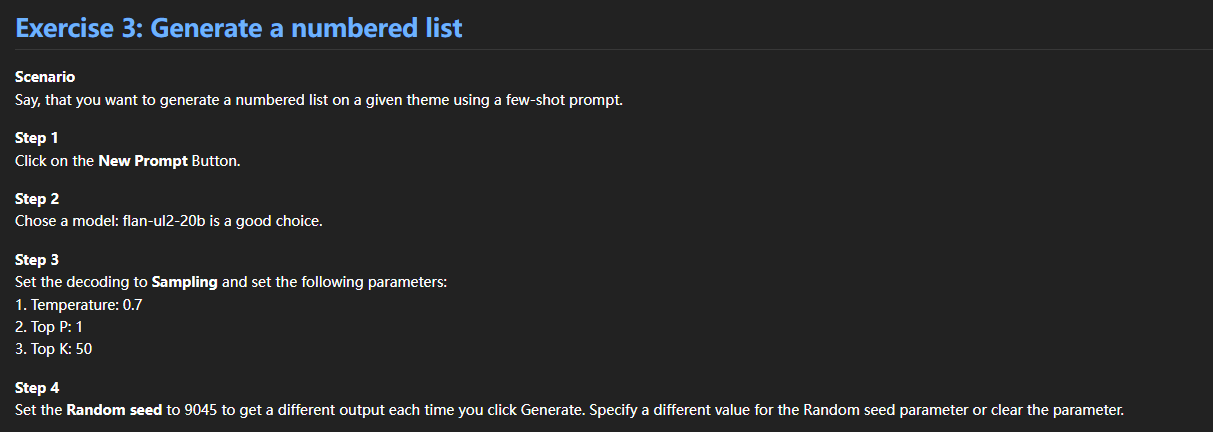 Exercise 3: Generate a numbered list
Scenario
Say, that you want to generate a numbered list on a given theme using a few-shot prompt.
Step 1
Click on the New Prompt Button.
Step 2
Chose a model: flan-ul2-20b is a good choice.
Step 3
Set the decoding to Sampling and set the following parameters:
1. Temperature: 0.7
2. Top P: 1
3. Top K: 50
Step 4
Set the Random seed to 9045 to get a different output each time you click Generate. Specify a different value for the Random seed parameter or clear the parameter.